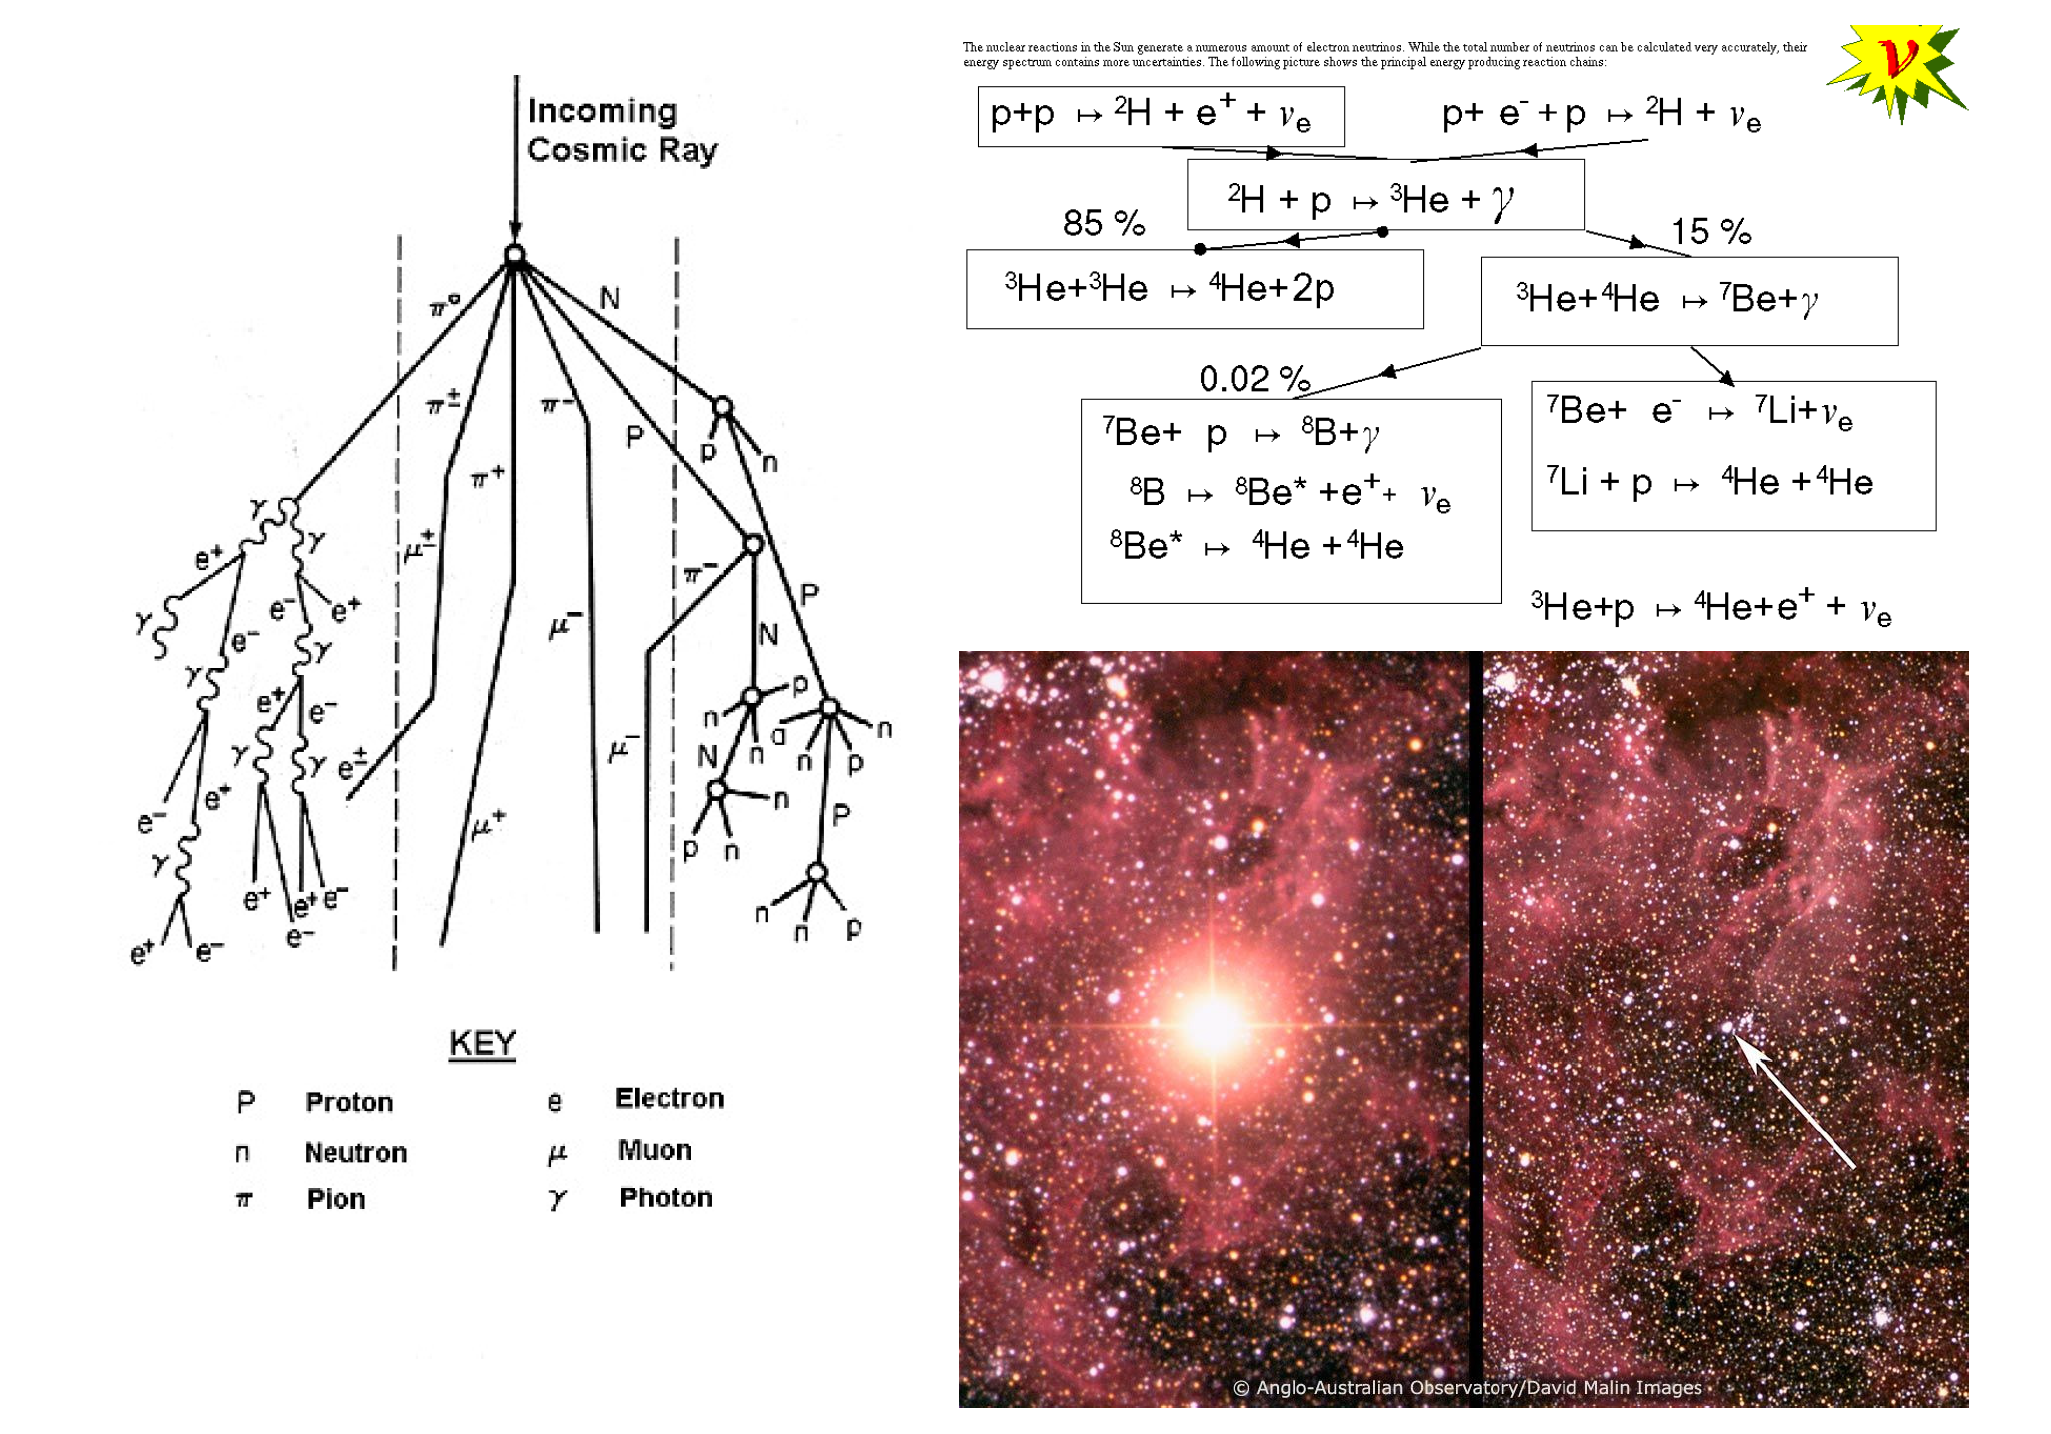 Incoming
Cosmic Ray
π° N
π± π⁻ P
p n
π⁺
γ γ
e⁺ μ± π⁻
e⁻ e⁺ P
γ e⁻ μ⁻ N
γ γ
e⁺ e⁻ p
n n a n p n
γ γ e± μ⁻ N
e⁺ n
e⁻ μ⁺ P
γ p n
e⁺ e⁺ e⁻ n n p
e⁺ e⁻ e⁻
KEY
P Proton e Electron
n Neutron μ Muon
π Pion γ Photon
The nuclear reactions in the Sun generate a numerous amount of electron neutrinos. While the total number of neutrinos can be calculated very accurately, their
energy spectrum contains more uncertainties. The following picture shows the principal energy producing reaction chains:
ν
p+p ↦ ²H + e⁺ + νe
p+ e⁻ + p ↦ ²H + νe
²H + p ↦ ³He + γ
85 %
15 %
³He+³He ↦ ⁴He+2p
³He+⁴He ↦ ⁷Be+γ
0.02 %
⁷Be+ p ↦ ⁸B+γ
⁸B ↦ ⁸Be* +e⁺+ νe
⁸Be* ↦ ⁴He +⁴He
⁷Be+ e⁻ ↦ ⁷Li+νe
⁷Li + p ↦ ⁴He +⁴He
³He+p ↦ ⁴He+e⁺ + νe
© Anglo-Australian Observatory/David Malin Images